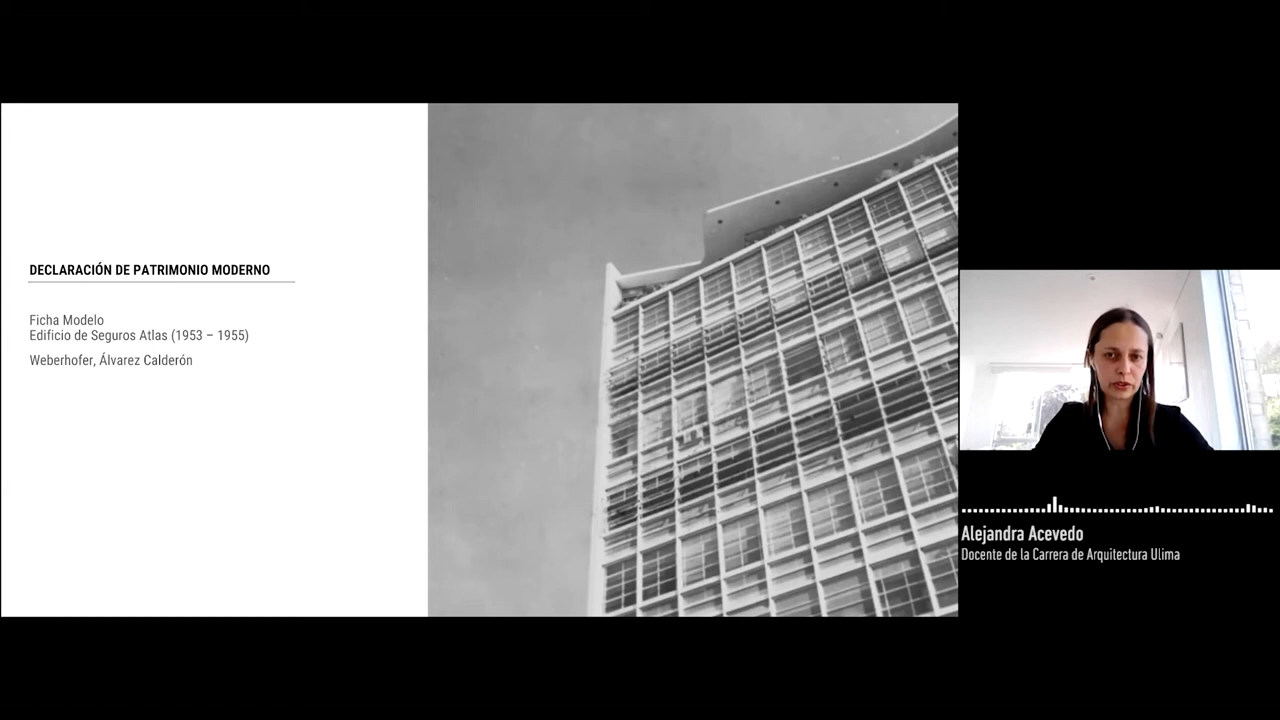 DECLARACIÓN DE PATRIMONIO MODERNO
Ficha Modelo
Edificio de Seguros Atlas (1953 – 1955)
Weberhofer, Álvarez Calderón
Alejandra Acevedo
Docente de la Carrera de Arquitectura Ulima